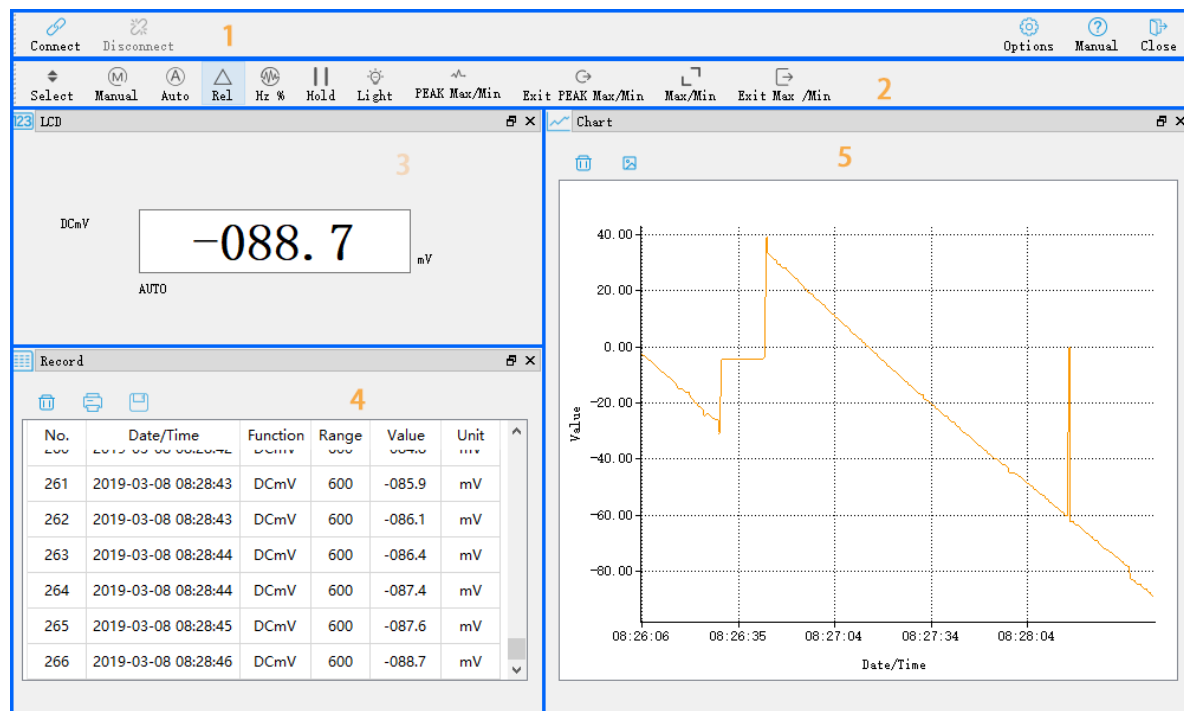 Connect Disconnect 1 Options Manual Close
Select Manual Auto Rel Hz % Hold Light PEAK Max/Min Exit PEAK Max/Min Max/Min Exit Max /Min 2
123 LCD
3
DCmV
-088.7
mV
AUTO
Record
4
No. Date/Time Function Range Value Unit
261 2019-03-08 08:28:43 DCmV 600 -085.9 mV
262 2019-03-08 08:28:43 DCmV 600 -086.1 mV
263 2019-03-08 08:28:44 DCmV 600 -086.4 mV
264 2019-03-08 08:28:44 DCmV 600 -087.4 mV
265 2019-03-08 08:28:45 DCmV 600 -087.6 mV
266 2019-03-08 08:28:46 DCmV 600 -088.7 mV
Chart
5
40.00
20.00
0.00
-20.00
-40.00
-60.00
-80.00
Value
08:26:06 08:26:35 08:27:04 08:27:34 08:28:04
Date/Time